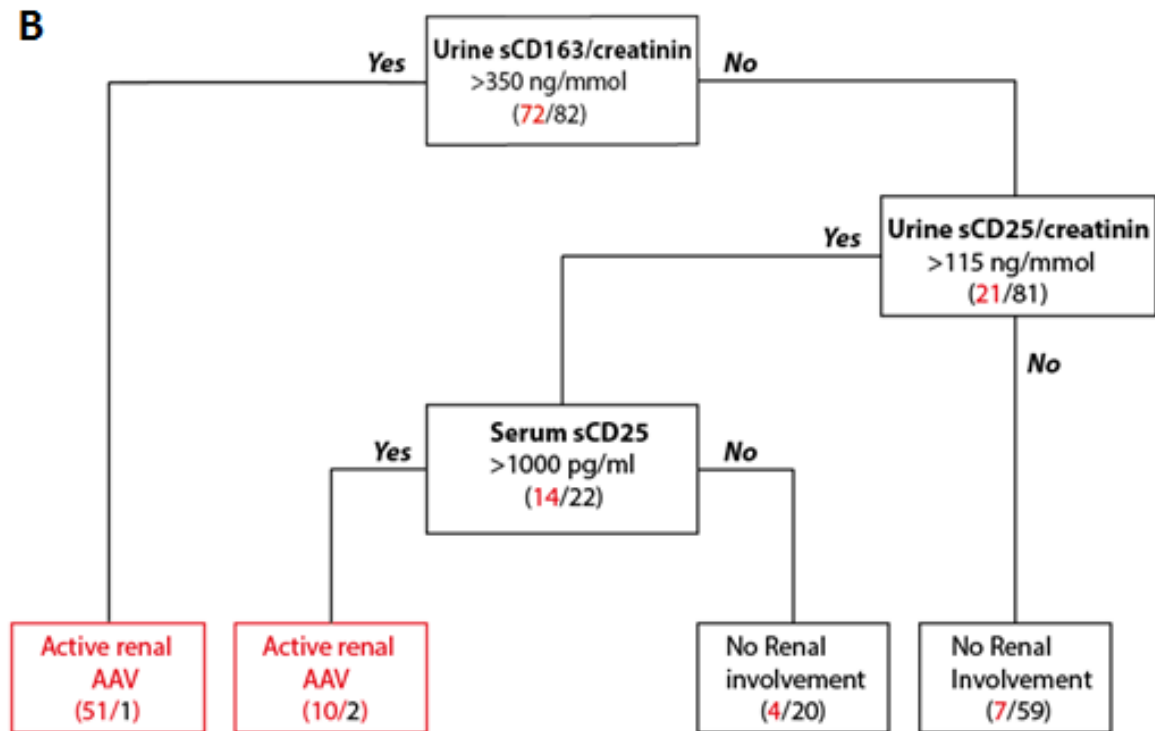 B
Urine sCD163/creatinin
>350 ng/mmol
(72/82)
Yes
No
Urine sCD25/creatinin
>115 ng/mmol
(21/81)
Yes
No
Serum sCD25
>1000 pg/ml
(14/22)
Yes
No
Active renal
AAV
(51/1)
Active renal
AAV
(10/2)
No Renal
involvement
(4/20)
No Renal
Involvement
(7/59)